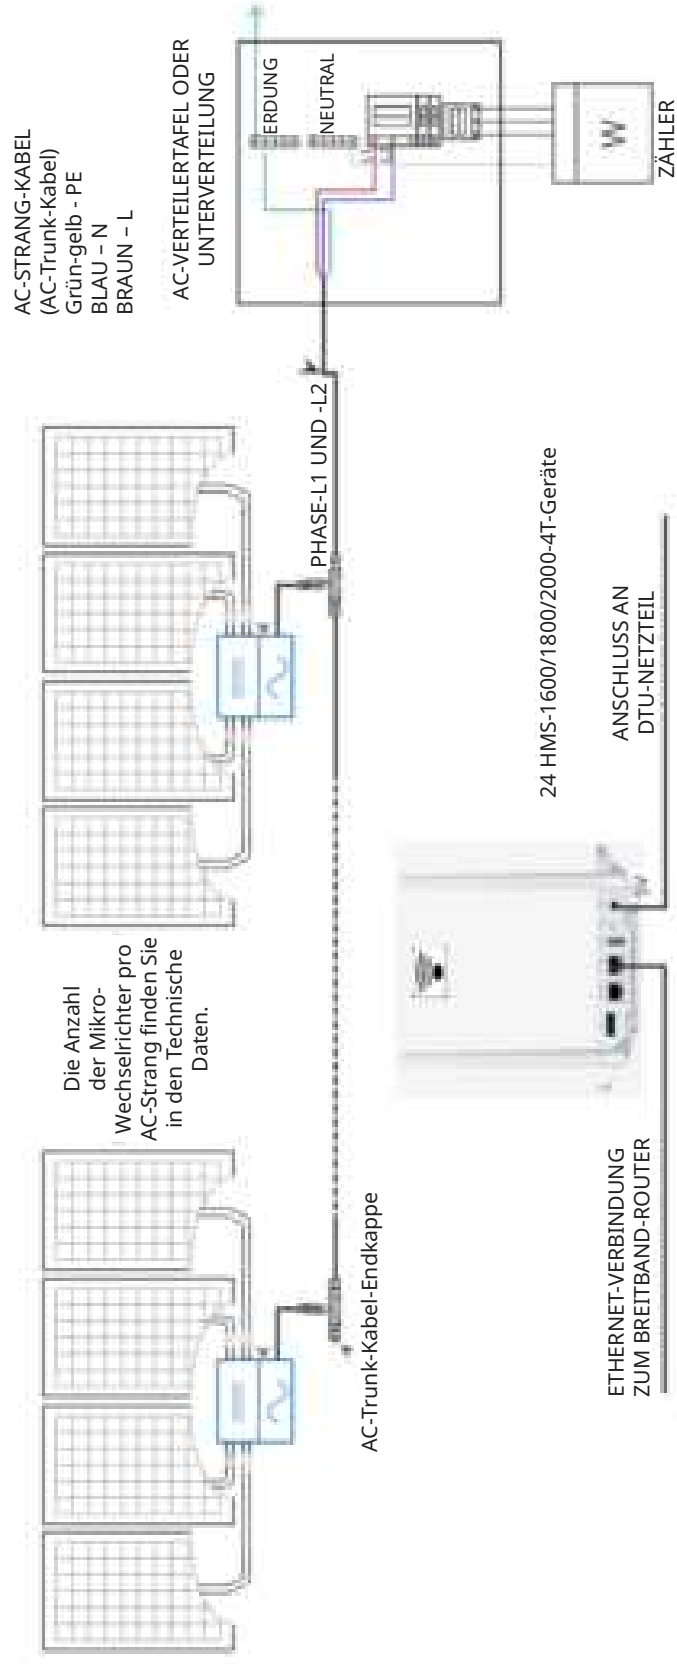 AC-STRANG-KABEL
(AC-Trunk-Kabel)
Grün-gelb - PE
BLAU – N
BRAUN – L
AC-VERTEILERTAFEL ODER
UNTERVERTEILUNG
ERDUNG
NEUTRAL
W
ZÄHLER
PHASE-L1 UND -L2
Die Anzahl
der Mikro-
Wechselrichter pro
AC-Strang finden Sie
in den Technische
Daten.
24 HMS-1600/1800/2000-4T-Geräte
ANSCHLUSS AN
DTU-NETZTEIL
AC-Trunk-Kabel-Endkappe
ETHERNET-VERBINDUNG
ZUM BREITBAND-ROUTER